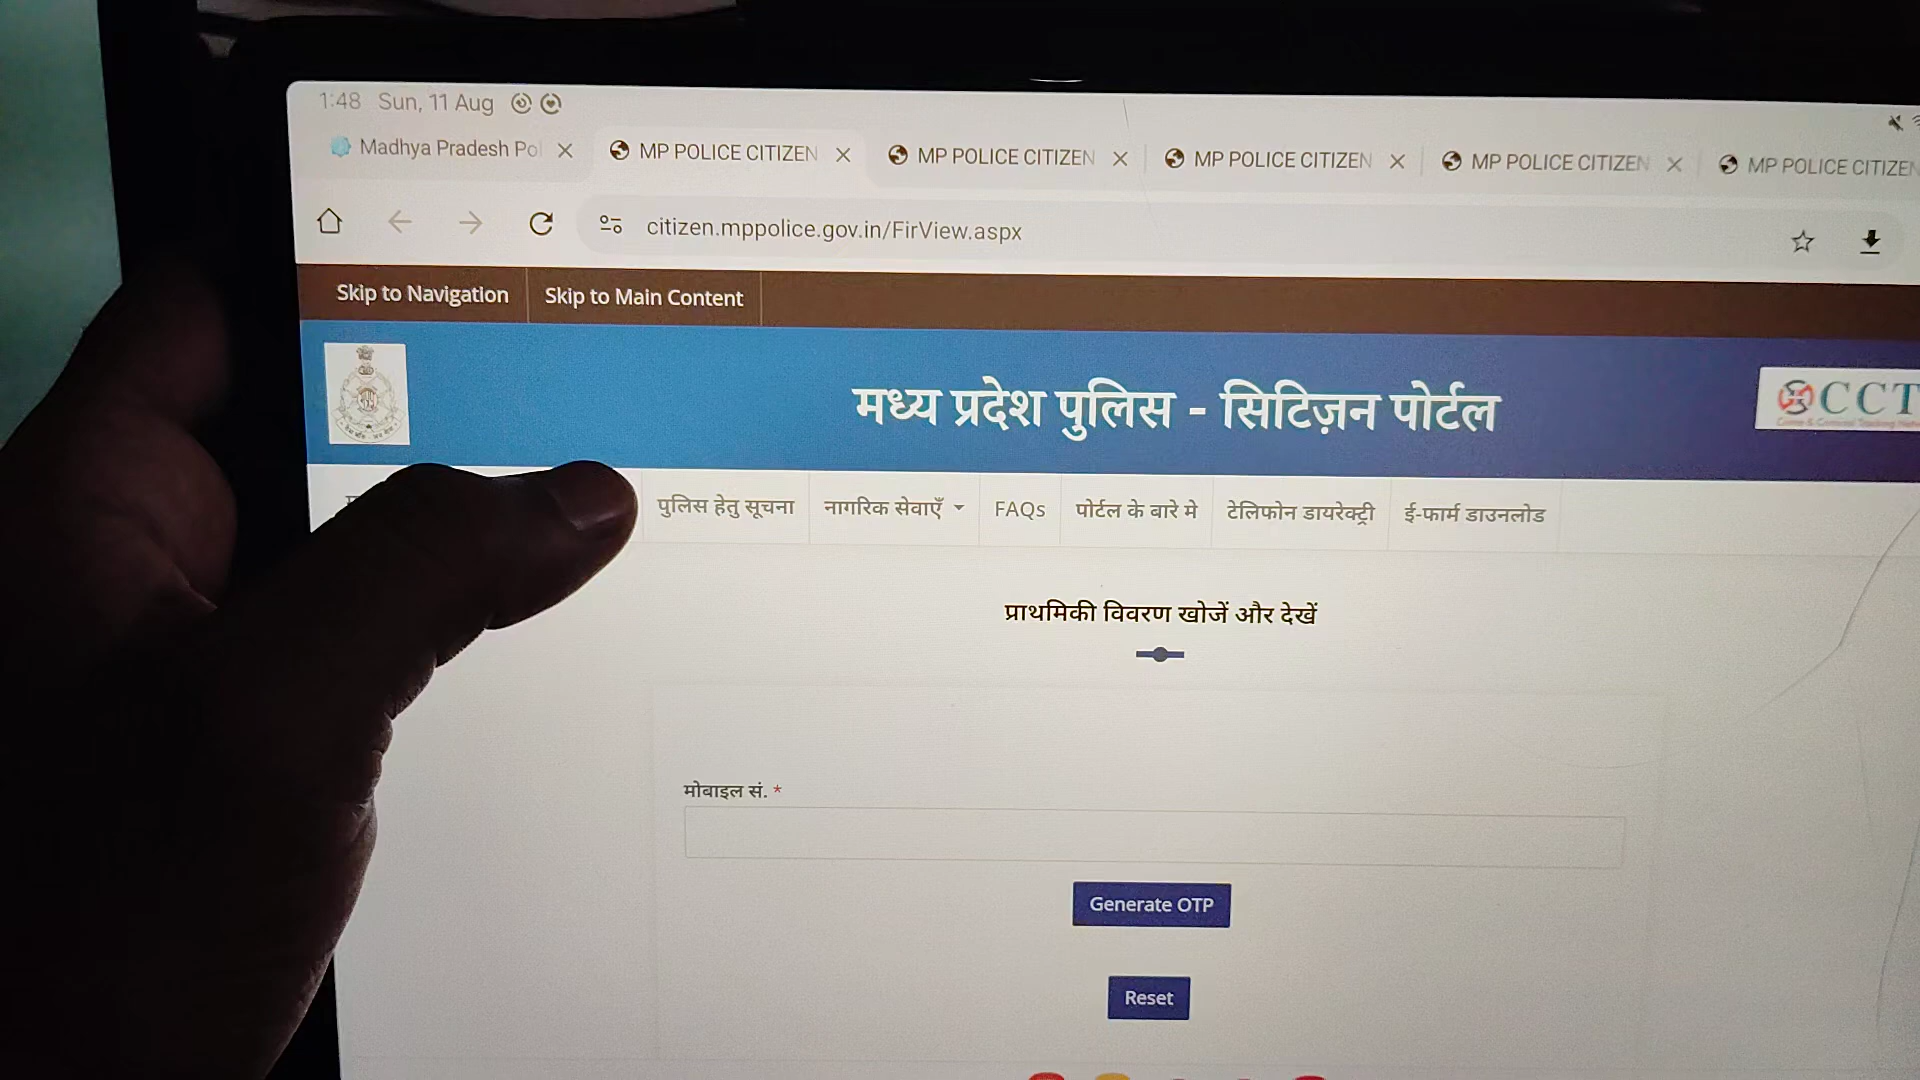 1:48 Sun, 11 Aug
Madhya Pradesh Pol
MP POLICE CITIZEN
MP POLICE CITIZEN
MP POLICE CITIZEN
MP POLICE CITIZEN
MP POLICE CITIZEN
citizen.mppolice.gov.in/FirView.aspx
Skip to Navigation
Skip to Main Content
मध्य प्रदेश पुलिस - सिटिज़न पोर्टल
CCT
पुलिस हेतु सूचना
नागरिक सेवाएँ
FAQs
पोर्टल के बारे मे
टेलिफोन डायरेक्ट्री
ई-फार्म डाउनलोड
प्राथमिकी विवरण खोजें और देखें
मोबाइल सं. *
Generate OTP
Reset